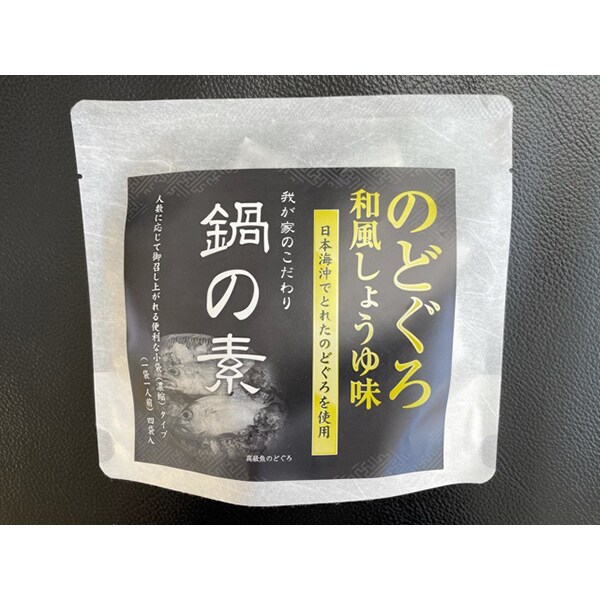 のどぐろ
和風しょうゆ味
日本海沖でとれたのどぐろを使用
我が家のこだわり
鍋の素
人数に応じて御召し上がれる便利な小袋(濃縮)タイプ
(一袋一人前) 四袋入
高級魚のどぐろ